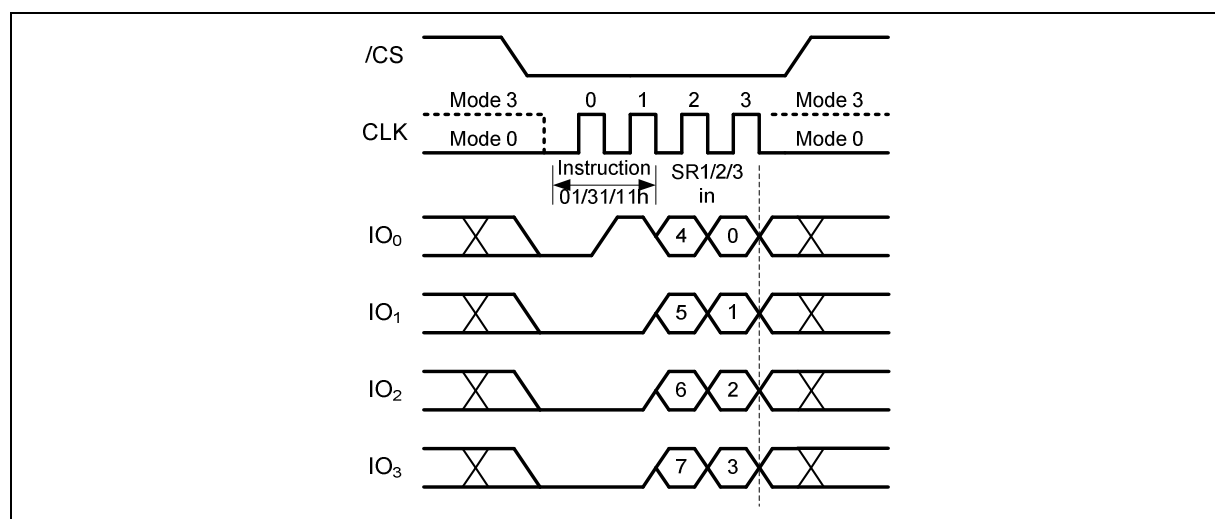 /CS
Mode 3 0 1 2 3 Mode 3
CLK
Mode 0 Mode 0
Instruction SR1/2/3
01/31/11h in
IO₀ 4 0
IO₁ 5 1
IO₂ 6 2
IO₃ 7 3